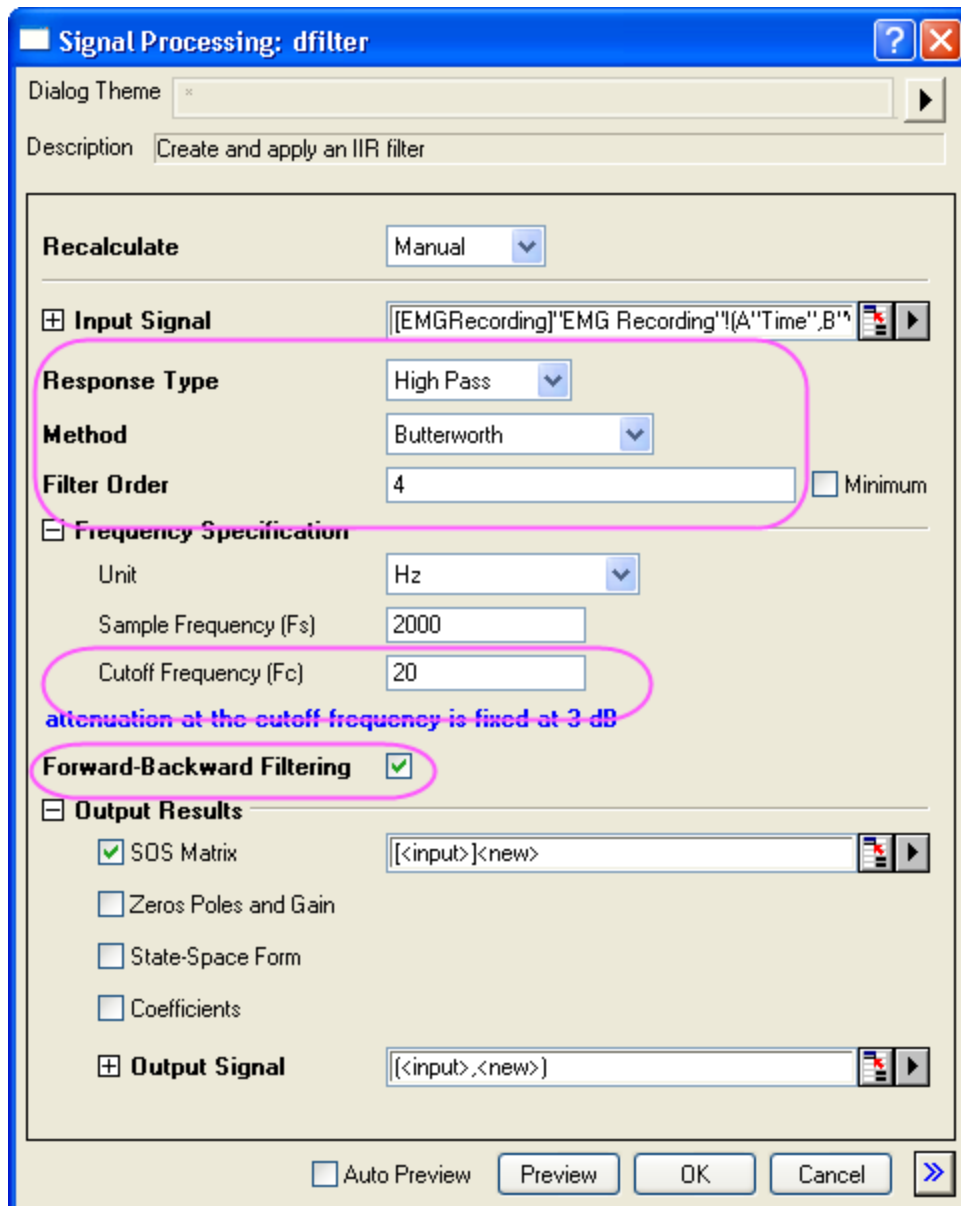 Signal Processing: dfilter
Dialog Theme *
Description Create and apply an IIR filter
Recalculate Manual
Input Signal [EMGRecording]"EMG Recording"!(A"Time",B"
Response Type High Pass
Method Butterworth
Filter Order 4 Minimum
Frequency Specification
Unit Hz
Sample Frequency (Fs) 2000
Cutoff Frequency (Fc) 20
attenuation at the cutoff frequency is fixed at 3 dB
Forward-Backward Filtering
Output Results
SOS Matrix [<input>]<new>
Zeros Poles and Gain
State-Space Form
Coefficients
Output Signal (<input>,<new>)
Auto Preview Preview OK Cancel